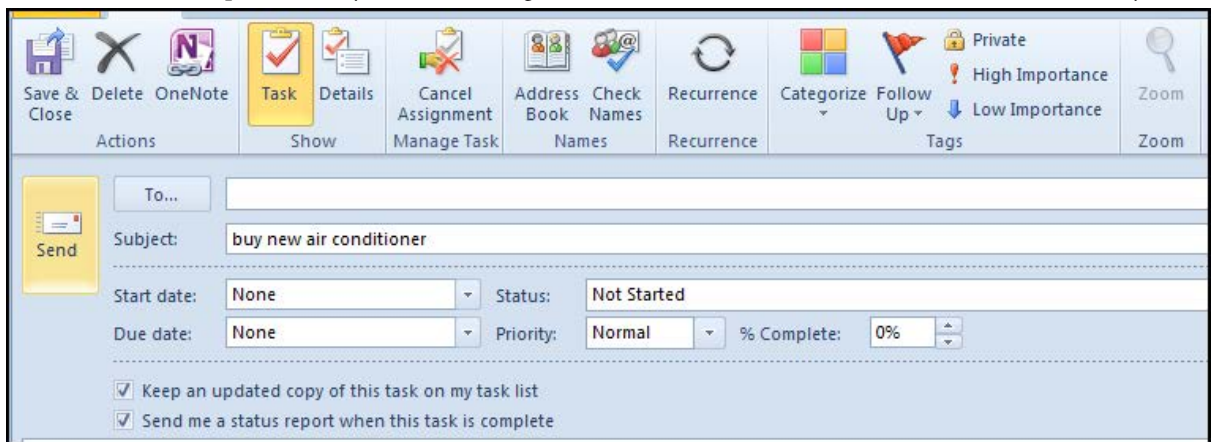 Save & Close
Delete
OneNote
Actions
Task
Details
Show
Cancel Assignment
Manage Task
Address Book
Check Names
Names
Recurrence
Recurrence
Categorize
Follow Up
Private
High Importance
Low Importance
Tags
Zoom
Zoom
Send
To...
Subject: buy new air conditioner
Start date: None Status: Not Started
Due date: None Priority: Normal % Complete: 0%
Keep an updated copy of this task on my task list
Send me a status report when this task is complete